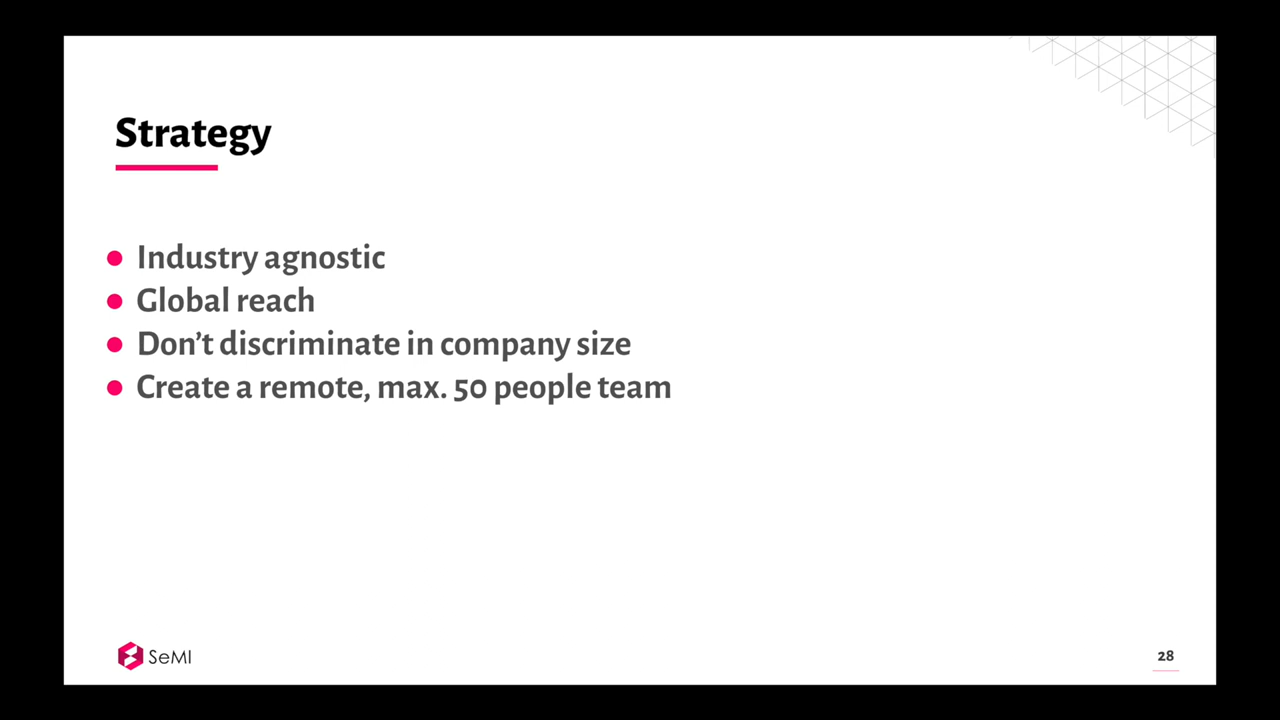 Strategy
Industry agnostic
Global reach
Don’t discriminate in company size
Create a remote, max. 50 people team
SeMI
28